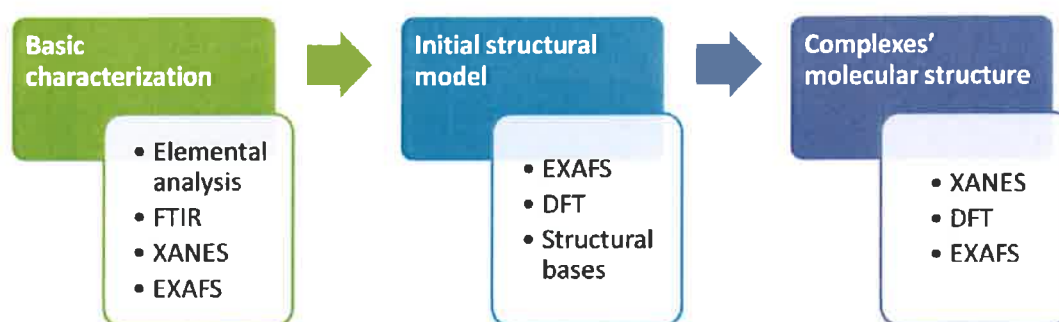 Basic
characterization
• Elemental
analysis
• FTIR
• XANES
• EXAFS
Initial structural
model
• EXAFS
• DFT
• Structural
bases
Complexes'
molecular structure
• XANES
• DFT
• EXAFS